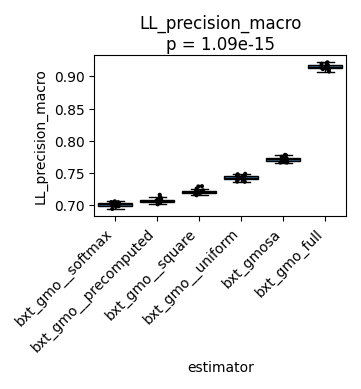 LL_precision_macro
p = 1.09e-15
LL_precision_macro
0.90
0.85
0.80
0.75
0.70
bxt_gmo__softmax
bxt_gmo__precomputed
bxt_gmo__square
bxt_gmo__uniform
bxt_gmosa
bxt_gmo_full
estimator